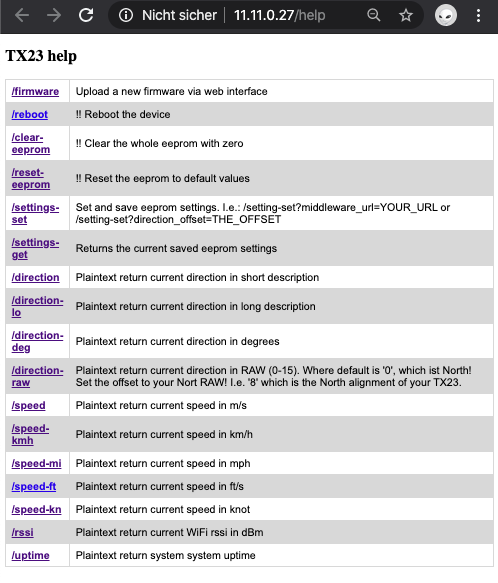 Nicht sicher | 11.11.0.27/help
TX23 help
/firmware Upload a new firmware via web interface
/reboot !! Reboot the device
/clear-
eeprom !! Clear the whole eeprom with zero
/reset-
eeprom !! Reset the eeprom to default values
/settings-
set Set and save eeprom settings. I.e.: /setting-set?middleware_url=YOUR_URL or
/setting-set?direction_offset=THE_OFFSET
/settings-
get Returns the current saved eeprom settings
/direction Plaintext return current direction in short description
/direction-
lo Plaintext return current direction in long description
/direction-
deg Plaintext return current direction in degrees
/direction-
raw Plaintext return current direction in RAW (0-15). Where default is '0', which ist North!
Set the offset to your Nort RAW! I.e. '8' which is the North alignment of your TX23.
/speed Plaintext return current speed in m/s
/speed-
kmh Plaintext return current speed in km/h
/speed-mi Plaintext return current speed in mph
/speed-ft Plaintext return current speed in ft/s
/speed-kn Plaintext return current speed in knot
/rssi Plaintext return current WiFi rssi in dBm
/uptime Plaintext return system system uptime